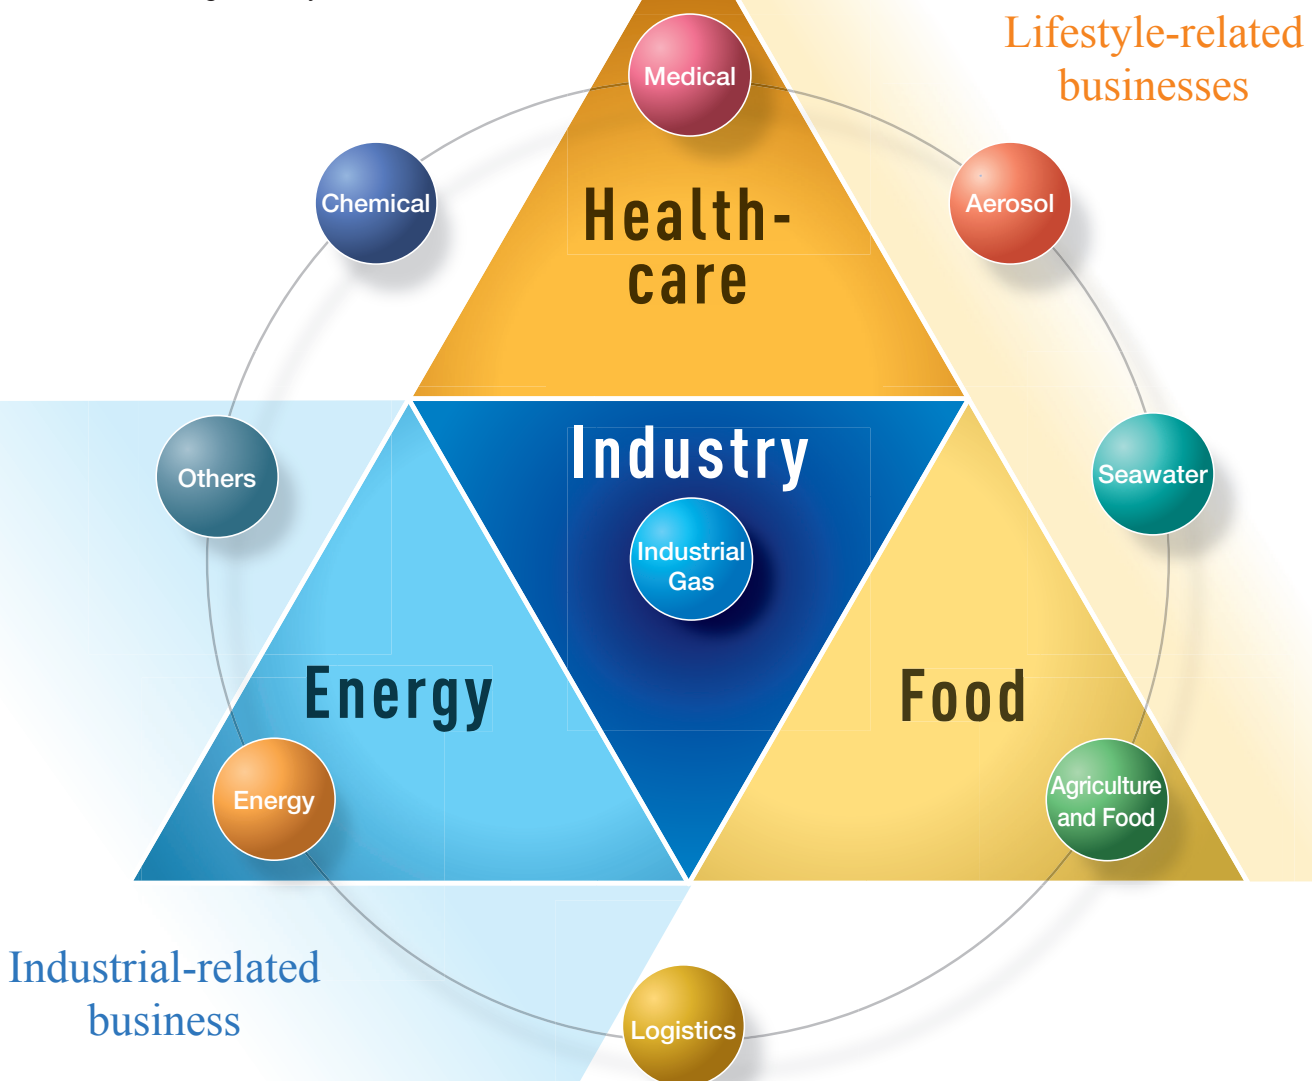 Lifestyle-related
businesses
Medical
Chemical
Aerosol
Health-
care
Industry
Others
Seawater
Industrial
Gas
Energy
Food
Energy
Agriculture
and Food
Industrial-related
business
Logistics